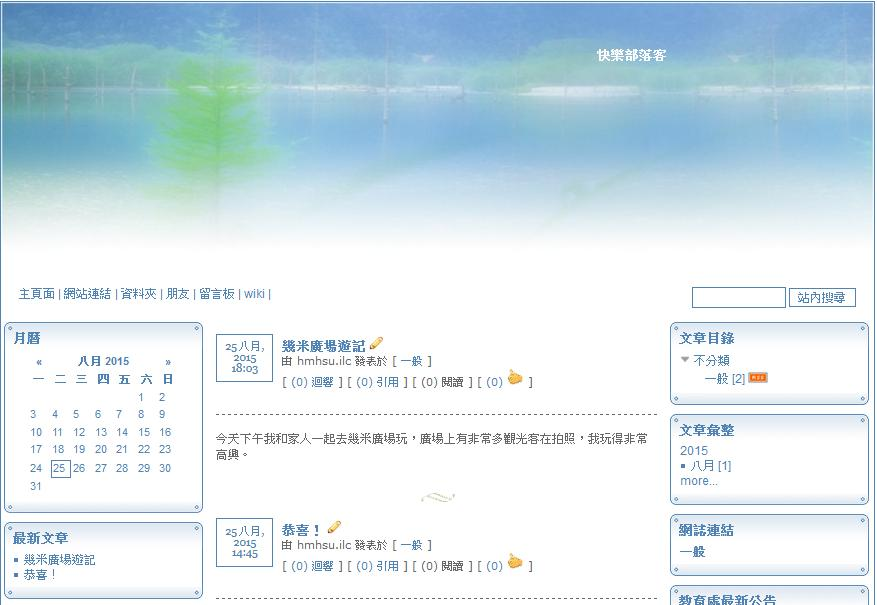 快樂部落客
主頁面 | 網站連結 | 資料夾 | 朋友 | 留言板 | wiki |
站內搜尋
月曆
« 八月 2015 »
一 二 三 四 五 六 日
1 2
3 4 5 6 7 8 9
10 11 12 13 14 15 16
17 18 19 20 21 22 23
24 25 26 27 28 29 30
31
最新文章
幾米廣場遊記
恭喜！
25 八月,
2015
18:03
幾米廣場遊記
由 hmhsu.ilc 發表於 [ 一般 ]
[ (0) 迴響 ] [ (0) 引用 ] [ (0) 閱讀 ] [ (0) ]
今天下午我和家人一起去幾米廣場玩，廣場上有非常多觀光客在拍照，我玩得非常
高興。
25 八月,
2015
14:45
恭喜！
由 hmhsu.ilc 發表於 [ 一般 ]
[ (0) 迴響 ] [ (0) 引用 ] [ (0) 閱讀 ] [ (0) ]
文章目錄
不分類
一般 [2]
文章彙整
2015
八月 [1]
more...
網誌連結
一般
教育處最新公告